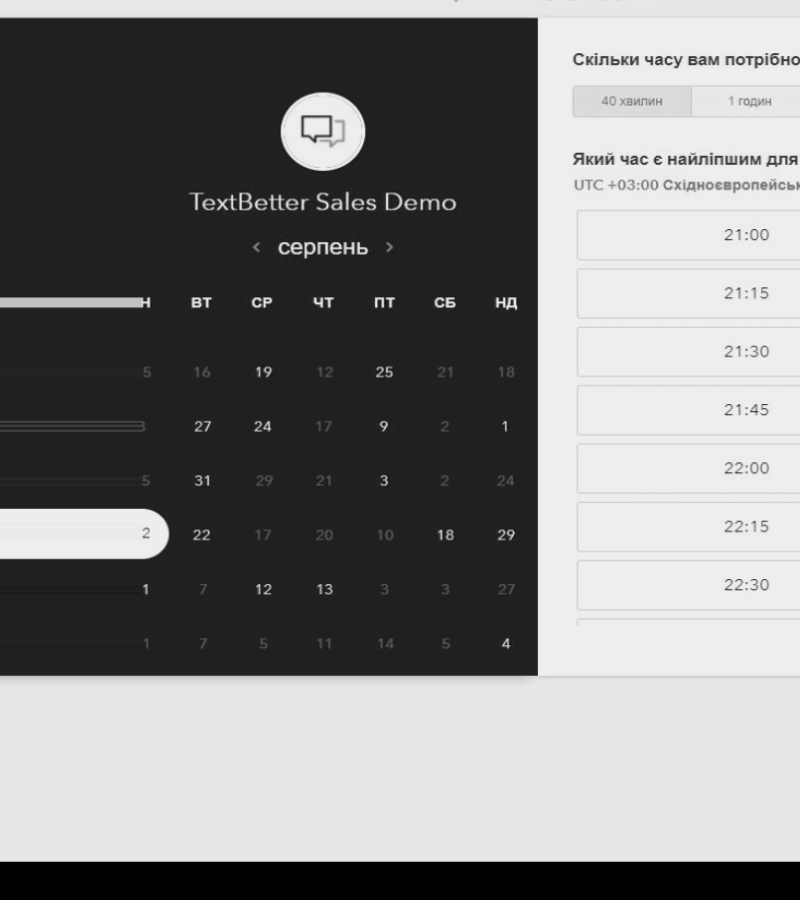 TextBetter Sales Demo
‹ серпень ›
Н ВТ СР ЧТ ПТ СБ НД
5 16 19 12 25 21 18
27 24 17 9 2 1
5 31 29 21 3 2 24
2 22 17 20 10 18 29
1 7 12 13 3 3 27
1 7 5 11 14 5 4
Скільки часу вам потрібно
40 хвилин 1 годин
Який час є найліпшим для
UTC +03:00 Східноєвропейськ
21:00
21:15
21:30
21:45
22:00
22:15
22:30